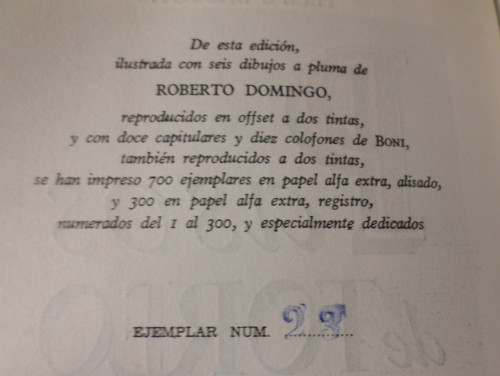 De esta edición,
ilustrada con seis dibujos a pluma de
ROBERTO DOMINGO,
reproducidos en offset a dos tintas,
y con doce capitulares y diez colofones de BONI,
también reproducidos a dos tintas,
se han impreso 700 ejemplares en papel alfa extra, alisado,
y 300 en papel alfa extra, registro,
numerados del 1 al 300, y especialmente dedicados
EJEMPLAR NUM.